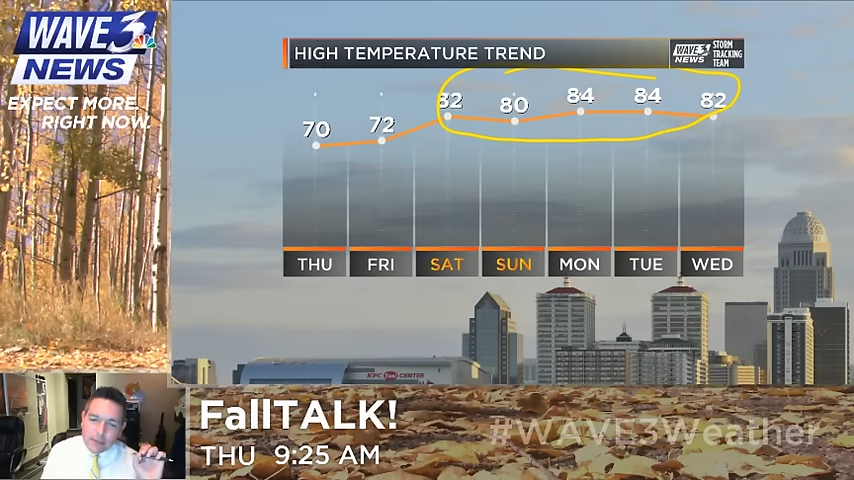 WAVE 3
NEWS
EXPECT MORE.
RIGHT NOW.
HIGH TEMPERATURE TREND
WAVE 3
NEWS
STORM
TRACKING
TEAM
70 72 82 80 84 84 82
THU FRI SAT SUN MON TUE WED
KFC Yum! CENTER
FallTALK!
#WAVE3Weather
THU 9:25 AM